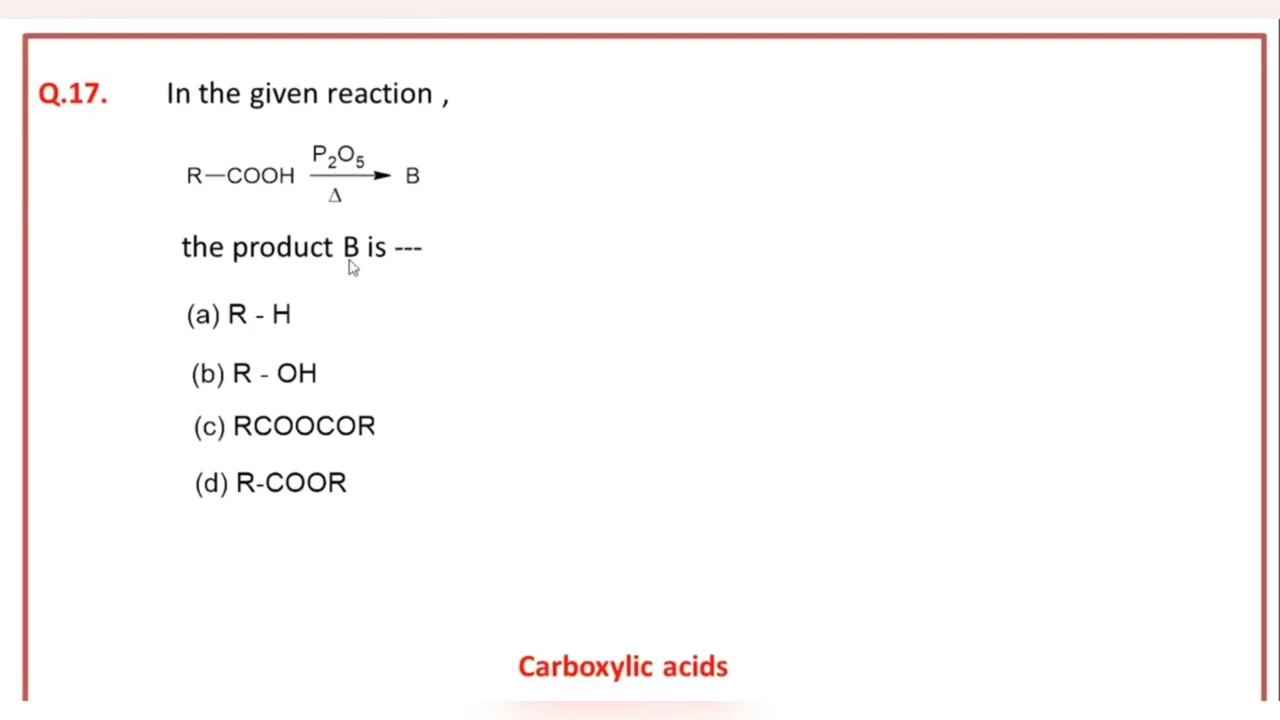 Q.17. In the given reaction ,
P₂O₅
R—COOH → B
Δ
the product B is ---
(a) R - H
(b) R - OH
(c) RCOOCOR
(d) R-COOR
Carboxylic acids